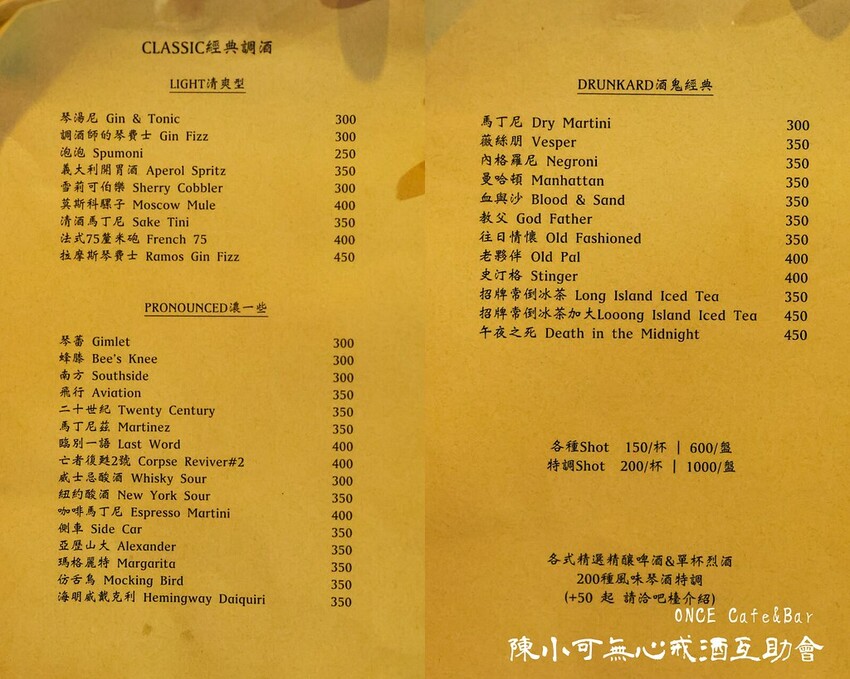 CLASSIC經典調酒
LIGHT清爽型
琴湯尼 Gin & Tonic 300
調酒師的琴費士 Gin Fizz 300
泡泡 Spumoni 250
義大利開胃酒 Aperol Spritz 350
雪莉可伯樂 Sherry Cobbler 300
莫斯科騾子 Moscow Mule 400
清酒馬丁尼 Sake Tini 350
法式75釐米砲 French 75 400
拉摩斯琴費士 Ramos Gin Fizz 450
PRONOUNCED濃一些
琴蕾 Gimlet 300
蜂膝 Bee's Knee 300
南方 Southside 300
飛行 Aviation 350
二十世紀 Twenty Century 350
馬丁尼茲 Martinez 350
臨別一語 Last Word 400
亡者復甦2號 Corpse Reviver#2 400
威士忌酸酒 Whisky Sour 300
紐約酸酒 New York Sour 350
咖啡馬丁尼 Espresso Martini 400
側車 Side Car 350
亞歷山大 Alexander 350
瑪格麗特 Margarita 350
仿舌鳥 Mocking Bird 350
海明威戴克利 Hemingway Daiquiri 350
DRUNKARD酒鬼經典
馬丁尼 Dry Martini 300
薇絲朋 Vesper 350
內格羅尼 Negroni 350
曼哈頓 Manhattan 350
血與沙 Blood & Sand 350
教父 God Father 350
往日情懷 Old Fashioned 350
老夥伴 Old Pal 400
史汀格 Stinger 400
招牌常倒冰茶 Long Island Iced Tea 350
招牌常倒冰茶加大Looong Island Iced Tea 450
午夜之死 Death in the Midnight 450
各種Shot 150/杯 | 600/盤
特調Shot 200/杯 | 1000/盤
各式精選精釀啤酒&單杯烈酒
200種風味琴酒特調
(+50 起 請洽吧檯介紹)
ONCE Cafe&Bar
陳小可無心戒酒互助會